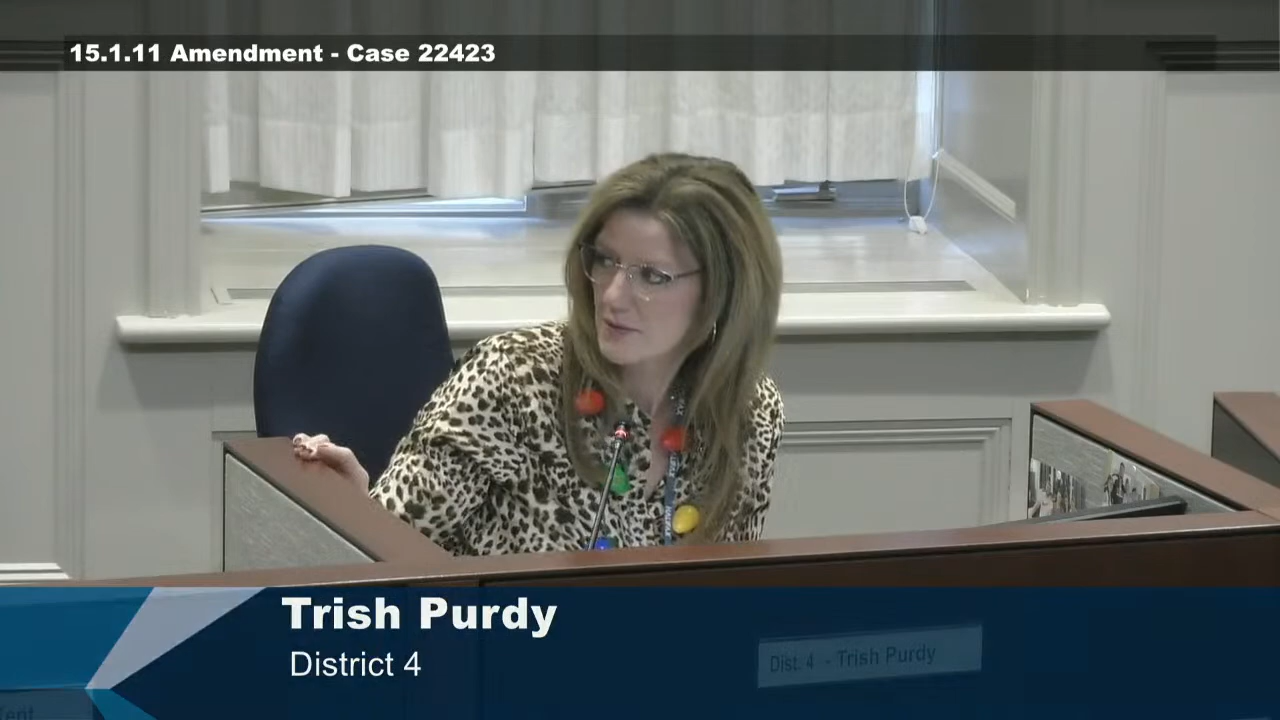 15.1.11 Amendment - Case 22423
Trish Purdy
District 4
Dist. 4 - Trish Purdy